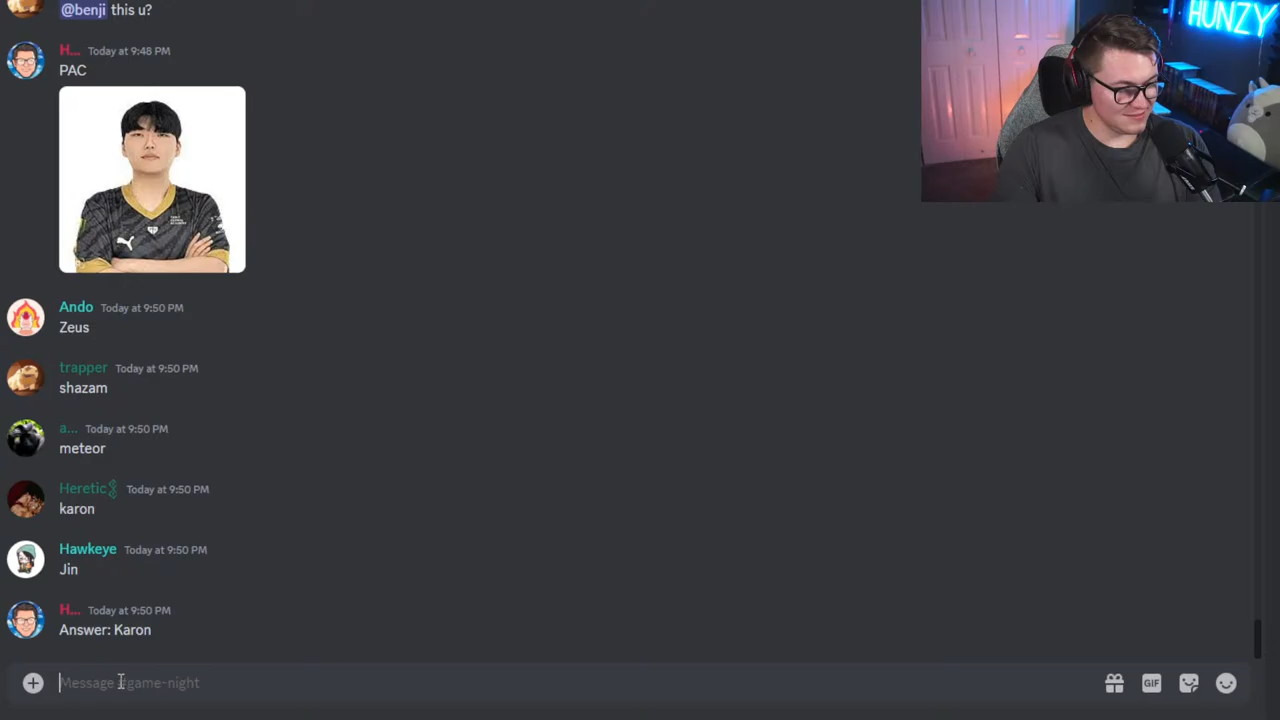 @benji this u?
H... Today at 9:48 PM
PAC
HUNZY
Ando Today at 9:50 PM
Zeus
trapper Today at 9:50 PM
shazam
a... Today at 9:50 PM
meteor
Heretic Today at 9:50 PM
karon
Hawkeye Today at 9:50 PM
Jin
H... Today at 9:50 PM
Answer: Karon
Message #game-night
GIF